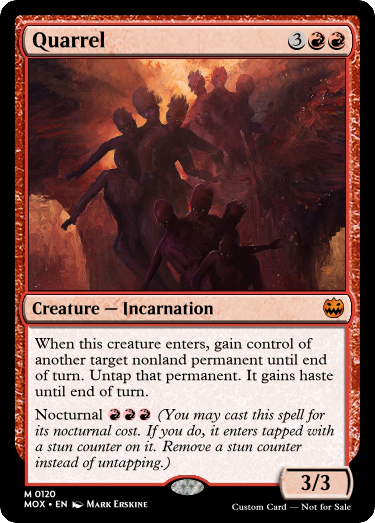 Quarrel 3
Creature — Incarnation
When this creature enters, gain control of
another target nonland permanent until end
of turn. Untap that permanent. It gains haste
until end of turn.
Nocturnal (You may cast this spell for
its nocturnal cost. If you do, it enters tapped
with a stun counter on it. Remove a stun counter
instead of untapping.)
3/3
M 0120
MOX • EN Mark Erskine
Custom Card — Not for Sale